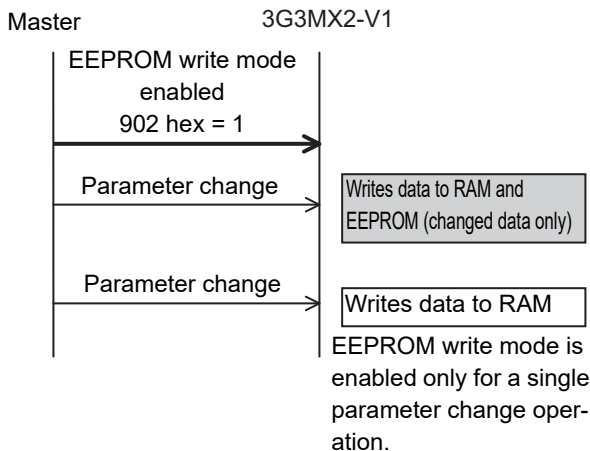 Master
3G3MX2-V1
EEPROM write mode
enabled
902 hex = 1
Parameter change
Writes data to RAM and
EEPROM (changed data only)
Parameter change
Writes data to RAM
EEPROM write mode is
enabled only for a single
parameter change oper-
ation.